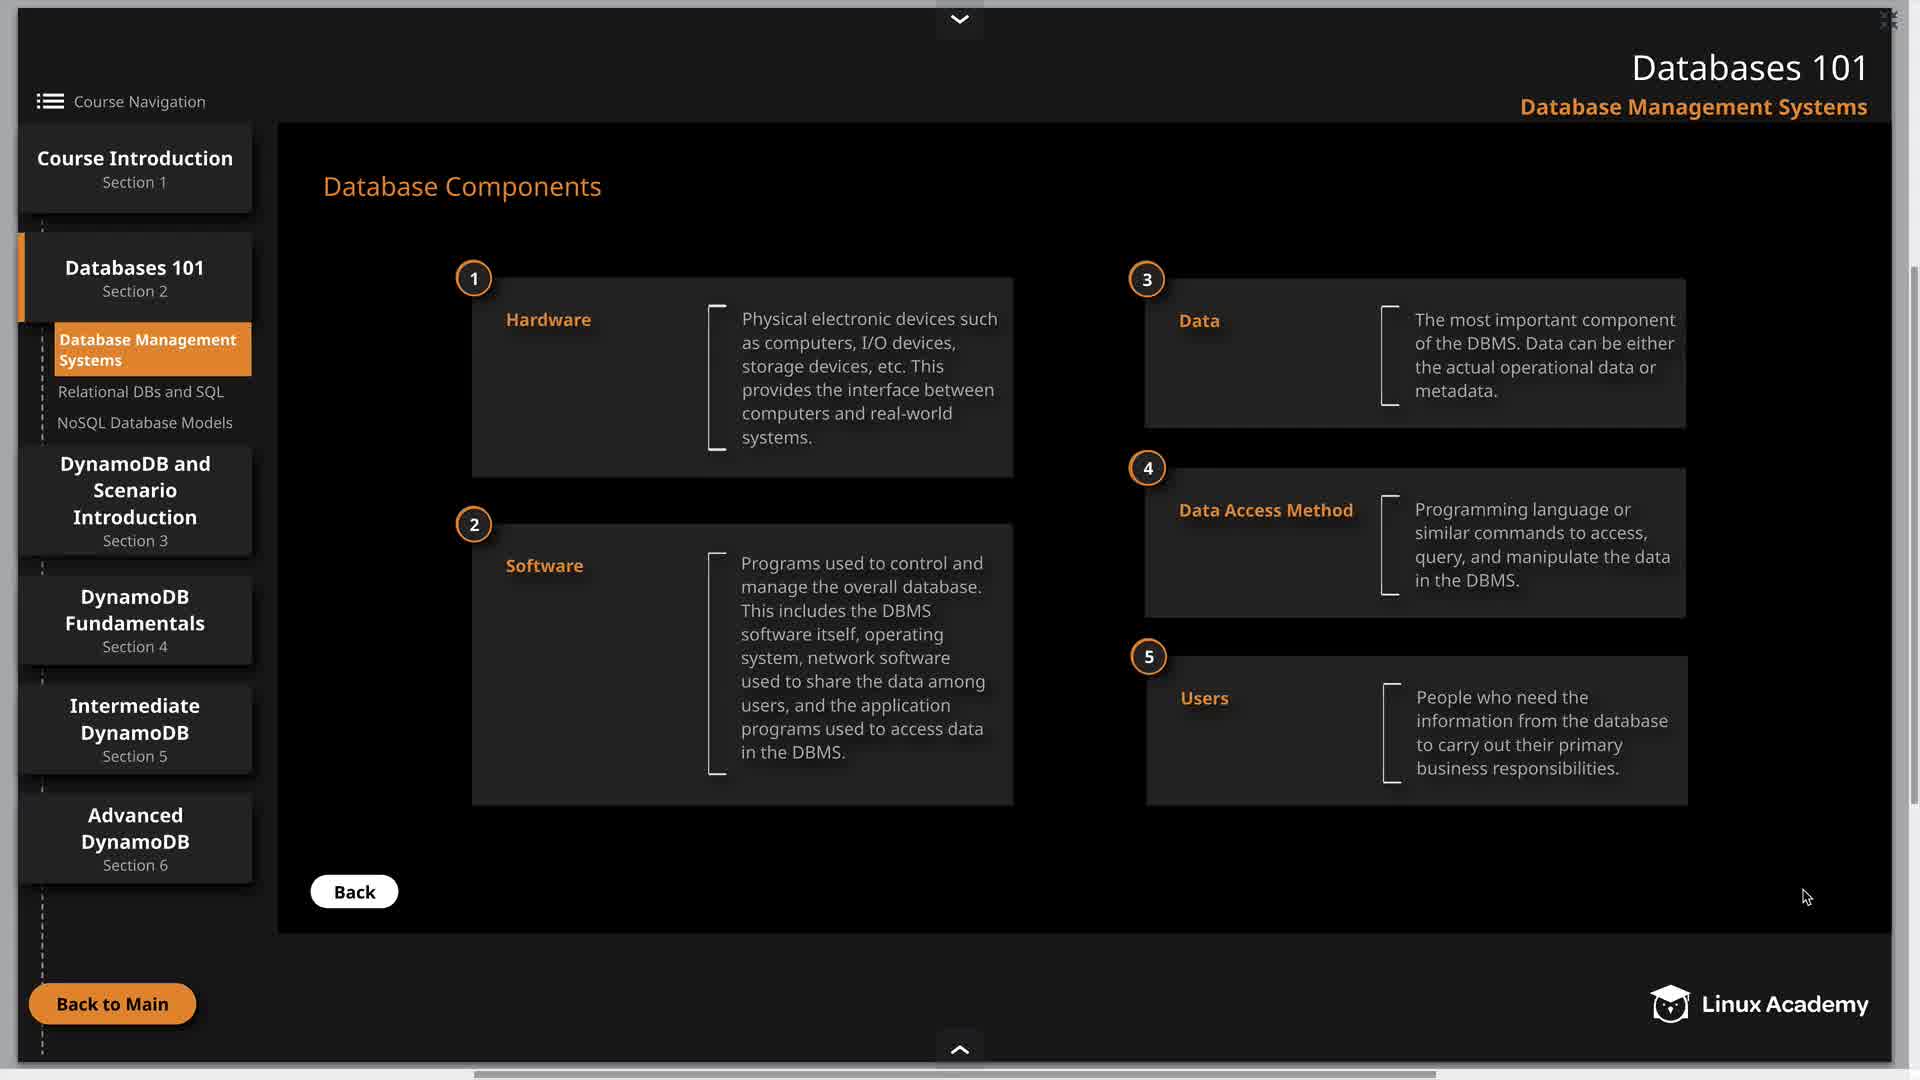 Databases 101
Database Management Systems
Course Navigation
Course Introduction
Section 1
Databases 101
Section 2
Database Management
Systems
Relational DBs and SQL
NoSQL Database Models
DynamoDB and
Scenario
Introduction
Section 3
DynamoDB
Fundamentals
Section 4
Intermediate
DynamoDB
Section 5
Advanced
DynamoDB
Section 6
Back to Main
Database Components
1
Hardware
Physical electronic devices such
as computers, I/O devices,
storage devices, etc. This
provides the interface between
computers and real-world
systems.
2
Software
Programs used to control and
manage the overall database.
This includes the DBMS
software itself, operating
system, network software
used to share the data among
users, and the application
programs used to access data
in the DBMS.
3
Data
The most important component
of the DBMS. Data can be either
the actual operational data or
metadata.
4
Data Access Method
Programming language or
similar commands to access,
query, and manipulate the data
in the DBMS.
5
Users
People who need the
information from the database
to carry out their primary
business responsibilities.
Back
Linux Academy